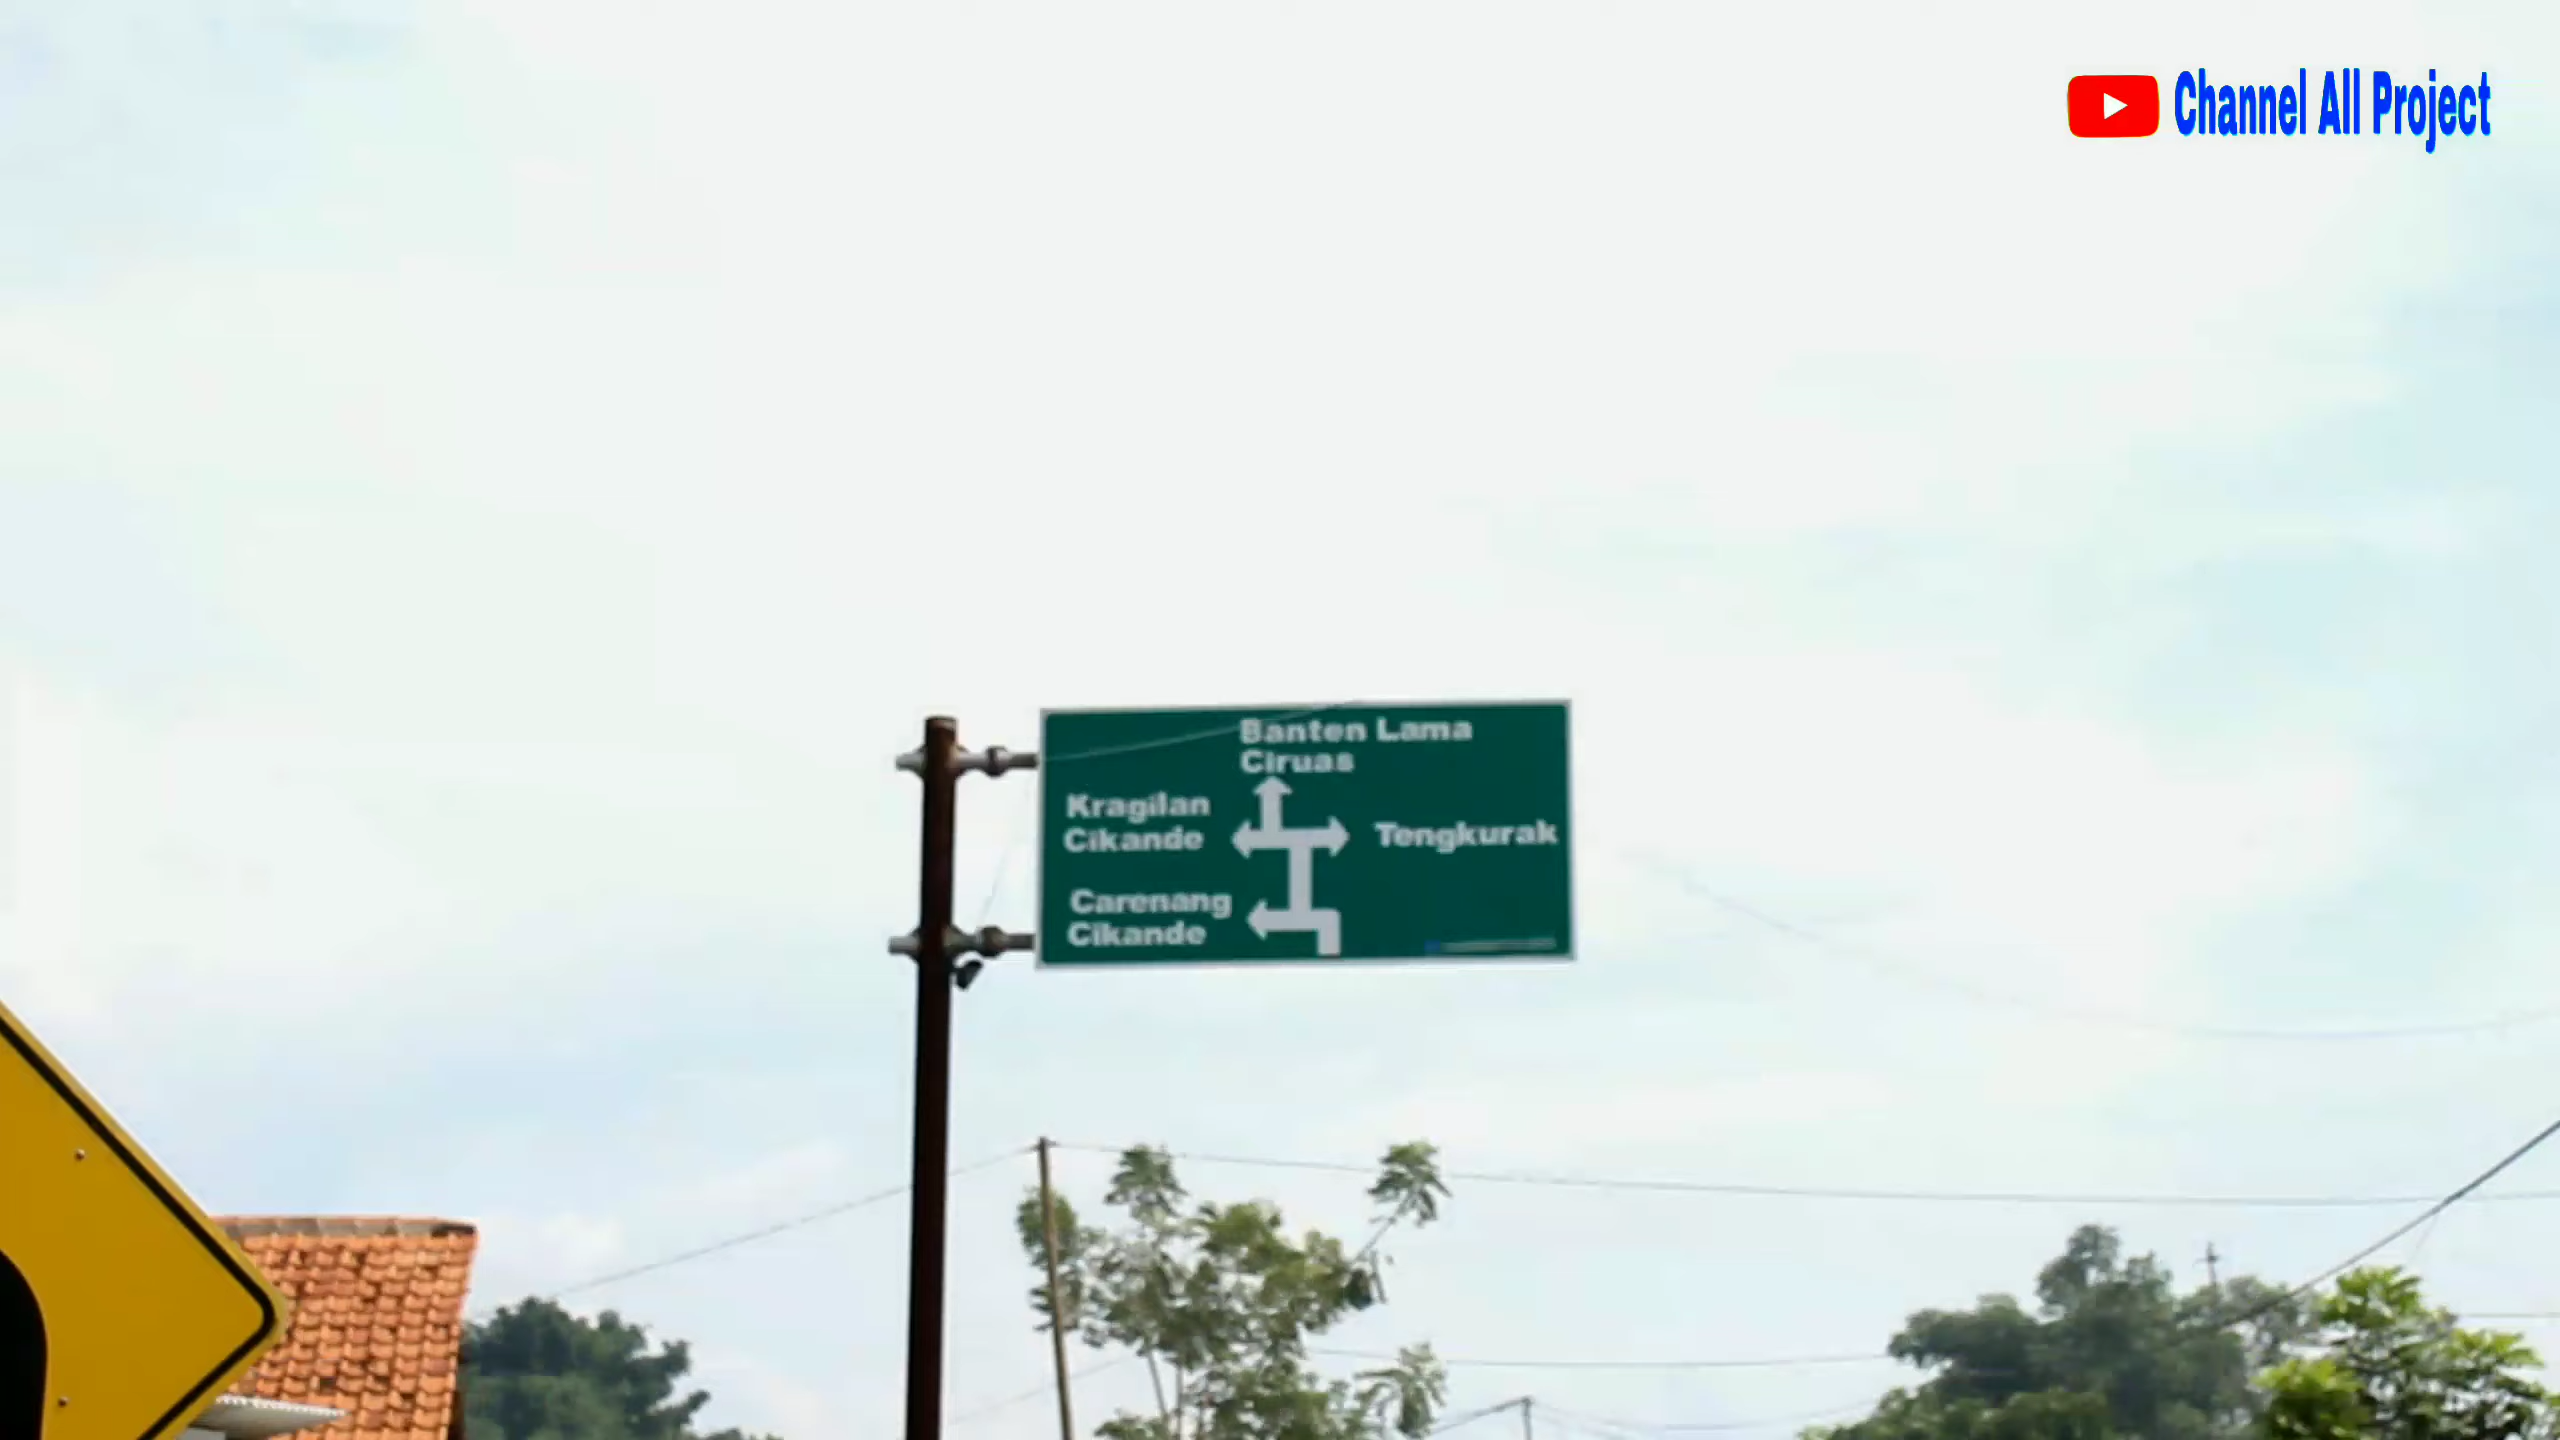 Channel All Project
Banten Lama
Ciruas
Kragilan
Cikande
Tengkurak
Carenang
Cikande